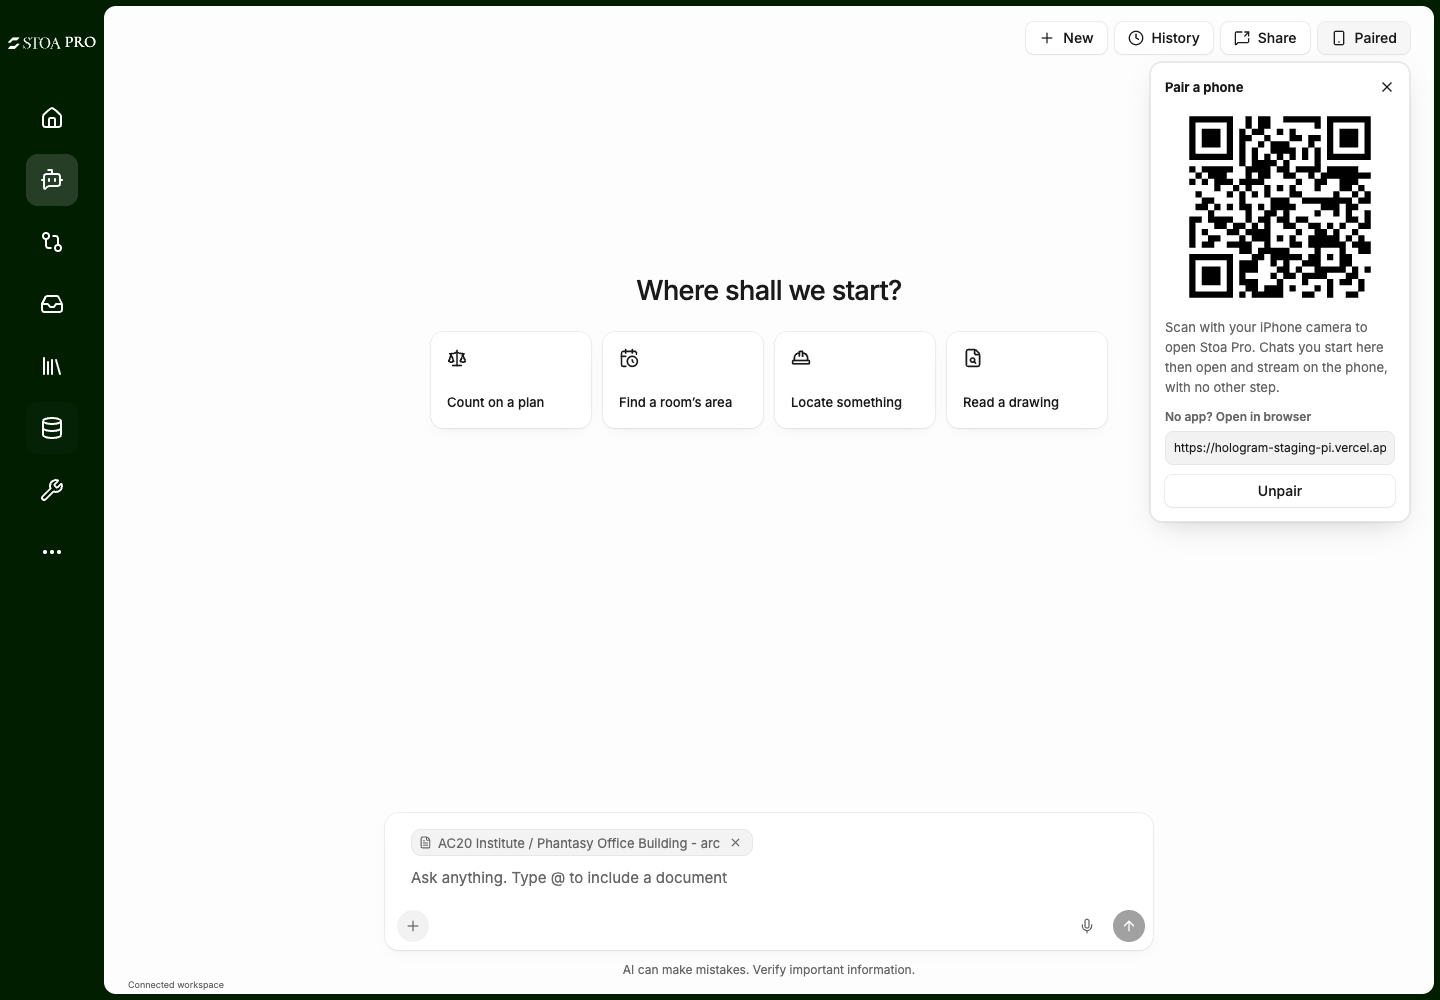 STOA PRO
New
History
Share
Paired
Pair a phone
Scan with your iPhone camera to
open Stoa Pro. Chats you start here
then open and stream on the phone,
with no other step.
No app? Open in browser
https://hologram-staging-pi.vercel.ap
Unpair
Where shall we start?
Count on a plan
Find a room’s area
Locate something
Read a drawing
AC20 Institute / Phantasy Office Building - arc
Ask anything. Type @ to include a document
AI can make mistakes. Verify important information.
Connected workspace